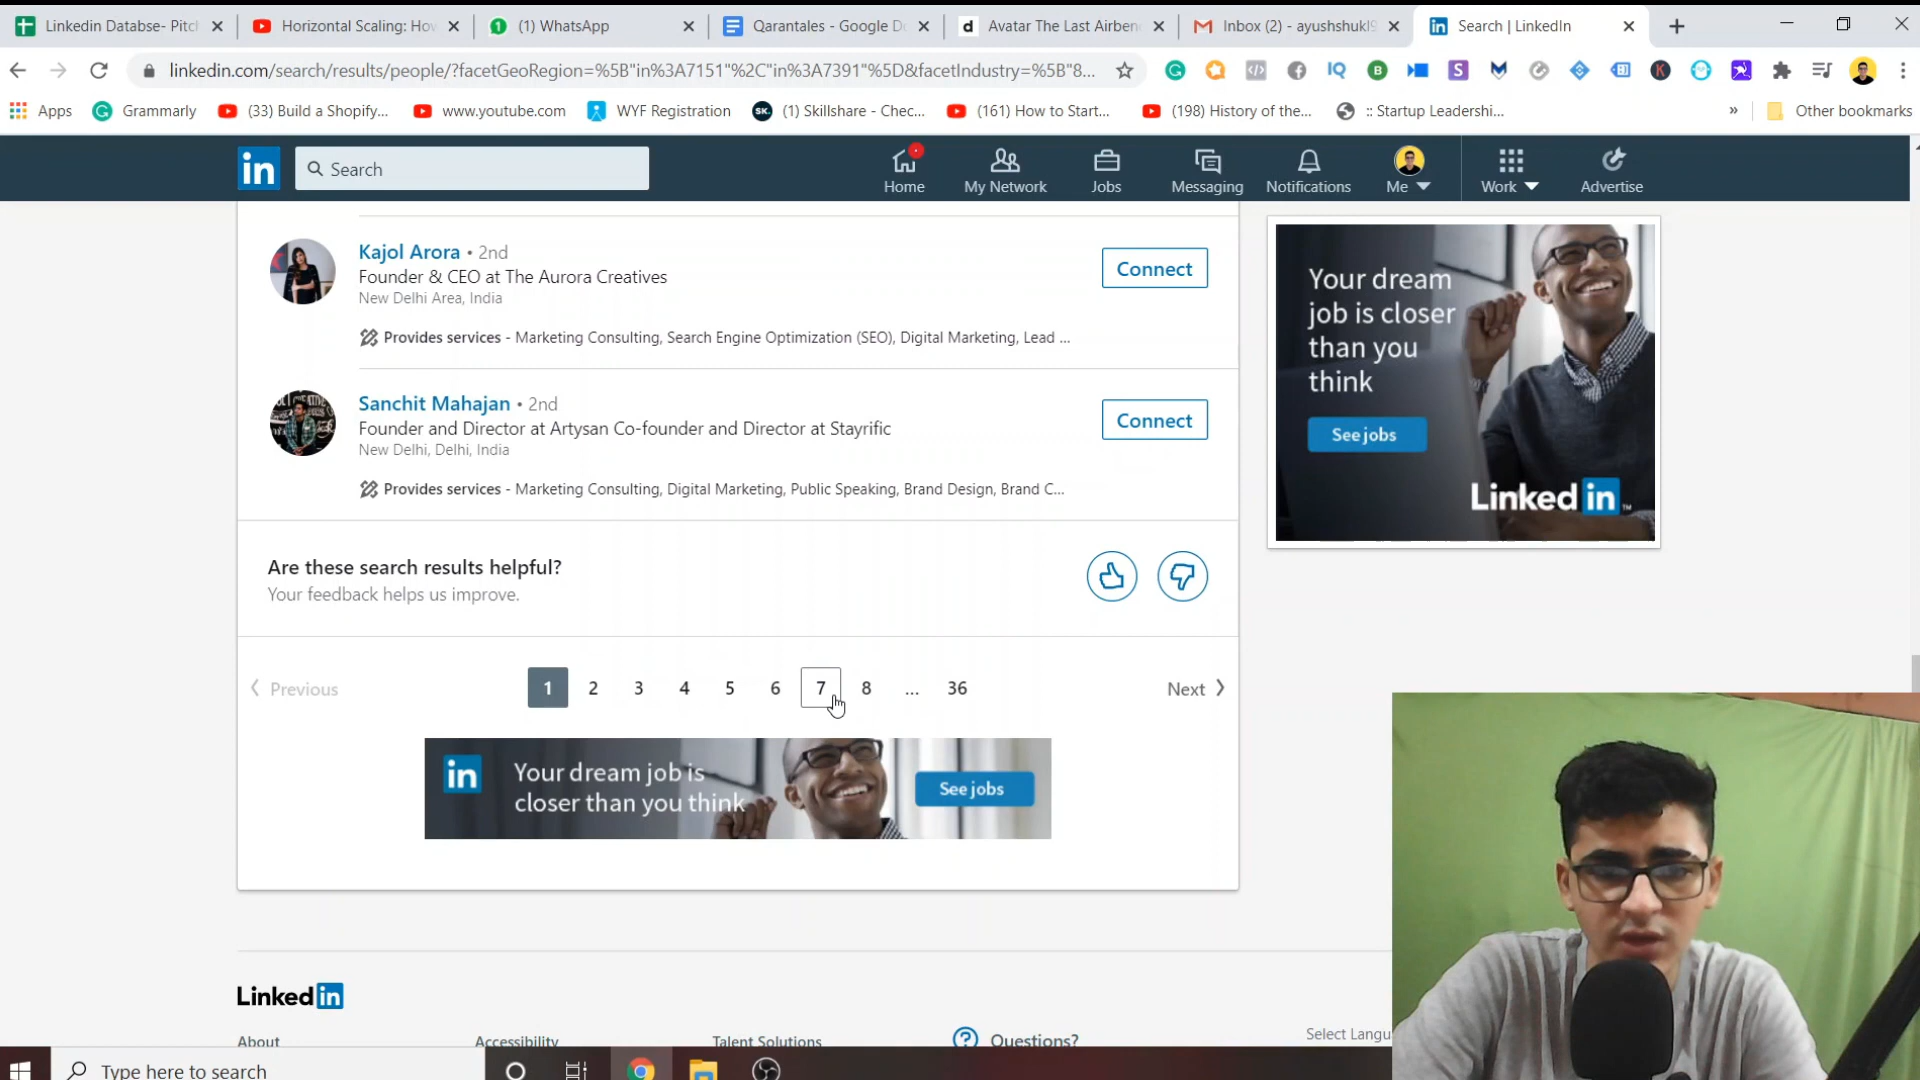 Linkedin Databse- Pitch
Horizontal Scaling: How
(1) WhatsApp
Qarantales - Google Do
Avatar The Last Airben
Inbox (2) - ayushshukl9
Search | LinkedIn
linkedin.com/search/results/people/?facetGeoRegion=%5B"in%3A7151"%2C"in%3A7391"%5D&facetIndustry=%5B"8...
Apps
Grammarly
(33) Build a Shopify...
www.youtube.com
WYF Registration
(1) Skillshare - Chec...
(161) How to Start...
(198) History of the...
:: Startup Leadershi...
»
Other bookmarks
in
Search
Home
My Network
Jobs
Messaging
Notifications
Me
Work
Advertise
Kajol Arora • 2nd
Founder & CEO at The Aurora Creatives
New Delhi Area, India
Provides services - Marketing Consulting, Search Engine Optimization (SEO), Digital Marketing, Lead ...
Connect
Sanchit Mahajan • 2nd
Founder and Director at Artysan Co-founder and Director at Stayrific
New Delhi, Delhi, India
Provides services - Marketing Consulting, Digital Marketing, Public Speaking, Brand Design, Brand C...
Connect
Your dream
job is closer
than you
think
See jobs
Linked in
Are these search results helpful?
Your feedback helps us improve.
Previous 1 2 3 4 5 6 7 8 ... 36 Next
in
Your dream job is
closer than you think
See jobs
Linked in
About
Accessibility
Talent Solutions
Questions?
Select Langu
Type here to search